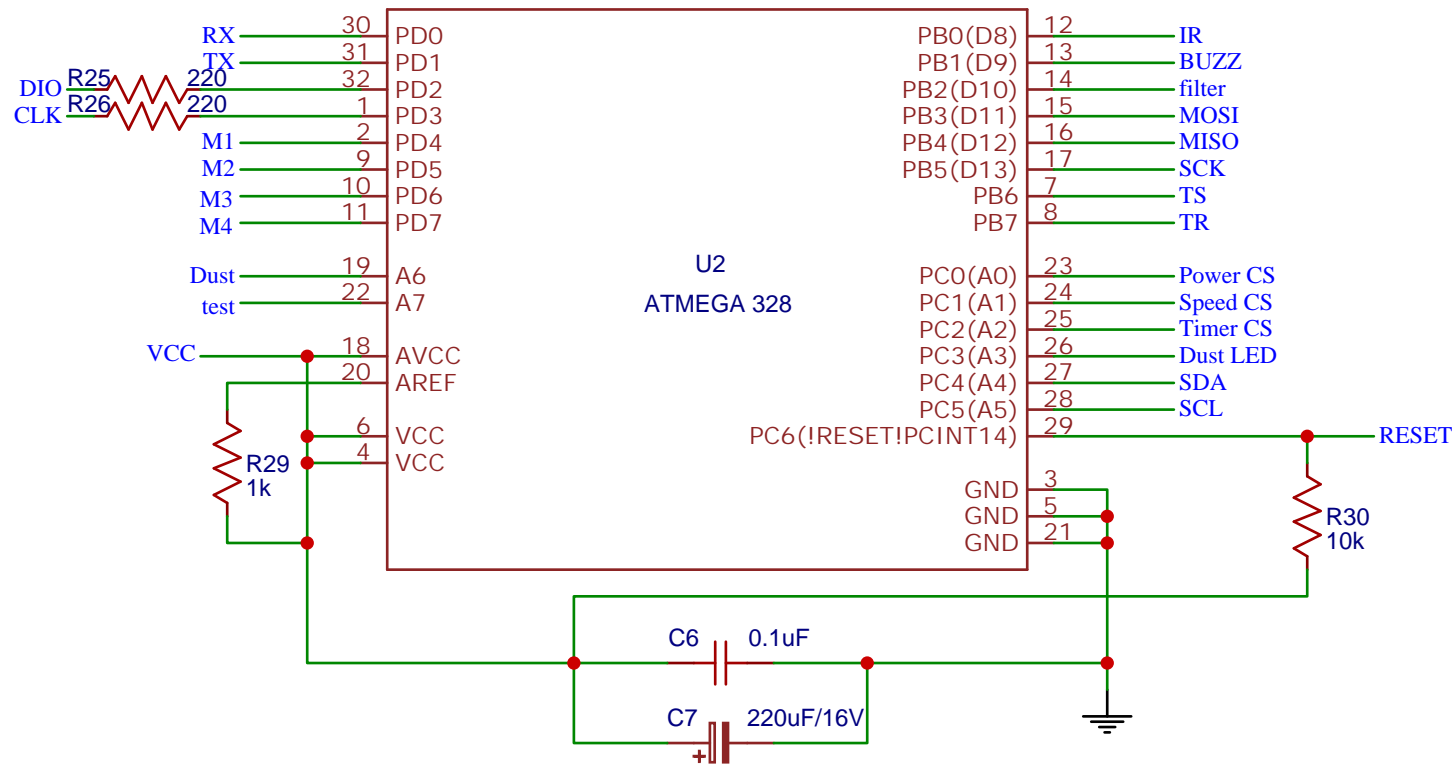 RX 30 PD0 PB0(D8) 12 IR
TX 31 PD1 PB1(D9) 13 BUZZ
DIO R25 220 32 PD2 PB2(D10) 14 filter
CLK R26 220 1 PD3 PB3(D11) 15 MOSI
M1 2 PD4 PB4(D12) 16 MISO
M2 9 PD5 PB5(D13) 17 SCK
M3 10 PD6 PB6 7 TS
M4 11 PD7 PB7 8 TR
U2
ATMEGA 328
Dust 19 A6 PC0(A0) 23 Power CS
test 22 A7 PC1(A1) 24 Speed CS
PC2(A2) 25 Timer CS
VCC 18 AVCC PC3(A3) 26 Dust LED
20 AREF PC4(A4) 27 SDA
PC5(A5) 28 SCL
6 VCC PC6(!RESET!PCINT14) 29 RESET
4 VCC
R29
1k
GND 3
GND 5
GND 21
R30
10k
C6 0.1uF
C7 220uF/16V
+